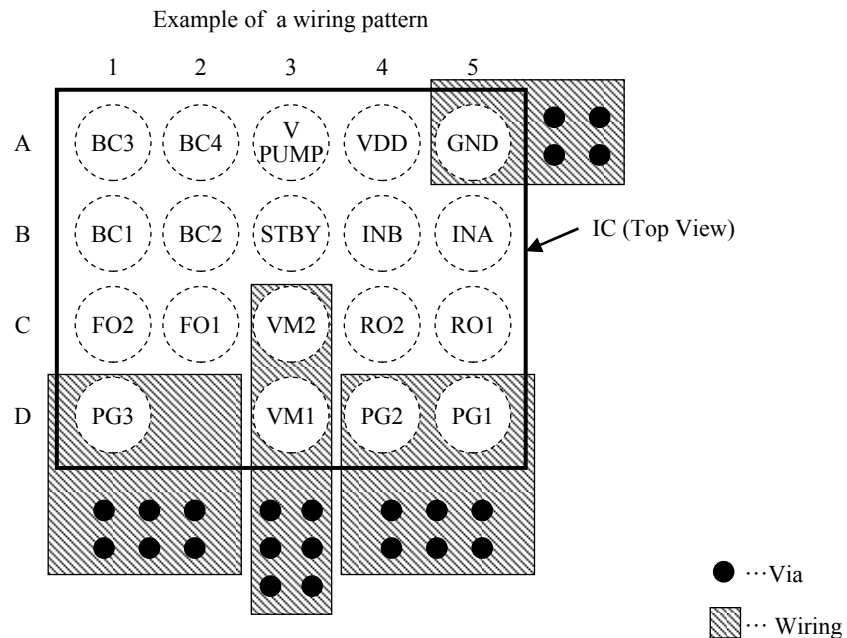 Example of a wiring pattern
1 2 3 4 5
A BC3 BC4 V PUMP VDD GND
B BC1 BC2 STBY INB INA
IC (Top View)
C FO2 FO1 VM2 RO2 RO1
D PG3 VM1 PG2 PG1
…Via
… Wiring